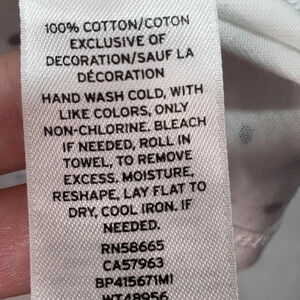 100% COTTON/COTON
EXCLUSIVE OF
DECORATION/SAUF LA
DÉCORATION
HAND WASH COLD, WITH
LIKE COLORS, ONLY
NON-CHLORINE. BLEACH
IF NEEDED, ROLL IN
TOWEL, TO REMOVE
EXCESS. MOISTURE,
RESHAPE, LAY FLAT TO
DRY, COOL IRON. IF
NEEDED.
RN58665
CA57963
BP415671M1
WT48956